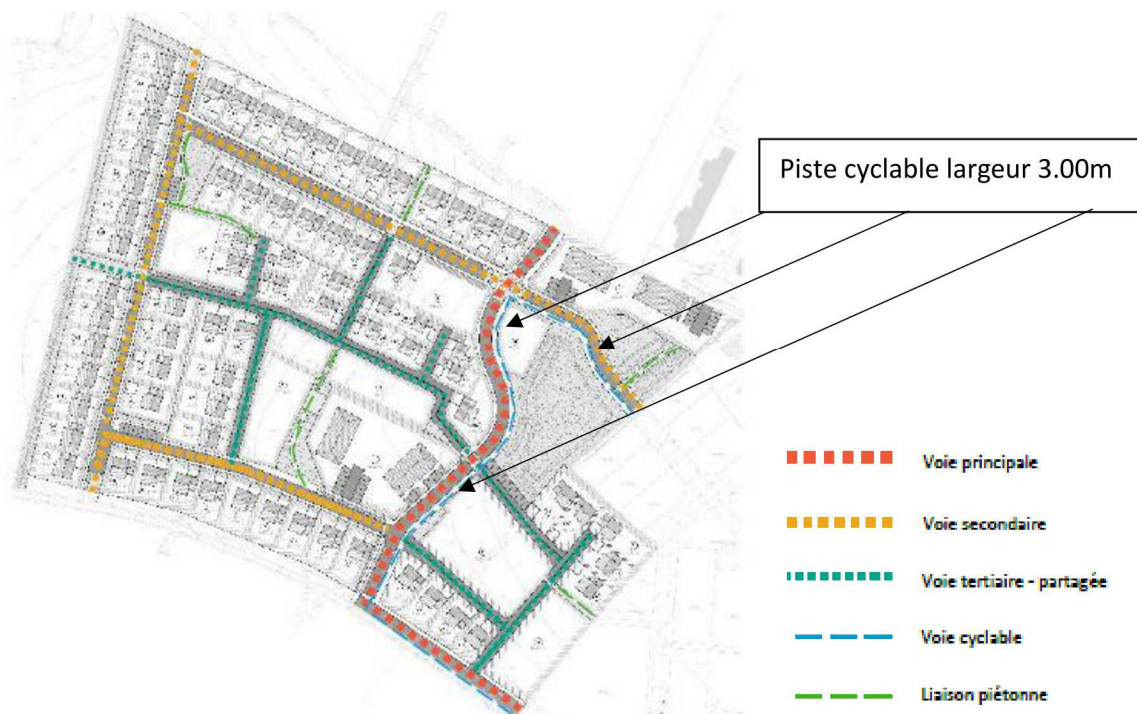 Piste cyclable largeur 3.00m
Voie principale
Voie secondaire
Voie tertiaire - partagée
Voie cyclable
Liaison piétonne